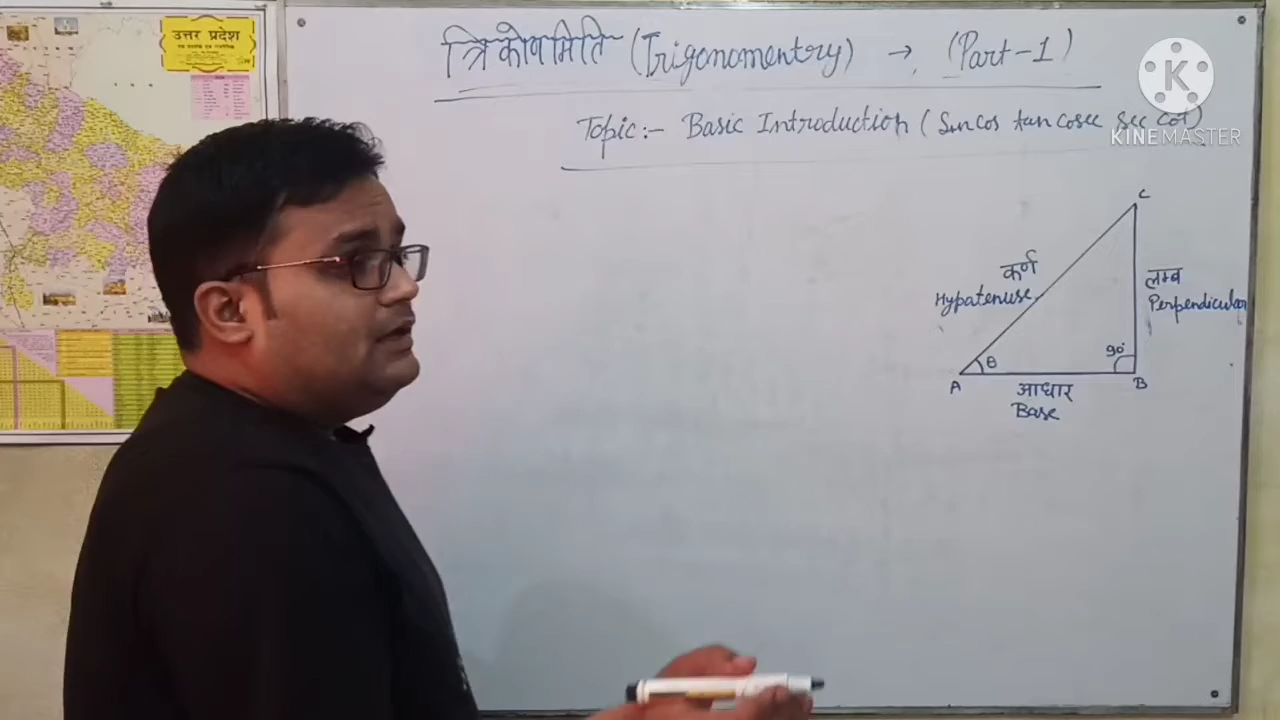 उत्तर प्रदेश
त्रिकोणमिति (Trigonomentry) → (Part-1)
Topic:- Basic Introduction (Sin cos tan cosec sec cot)
KINEMASTER
C
कर्ण
Hypatenuse
लम्ब
Perpendicular
θ
90°
A
आधार
B
Base